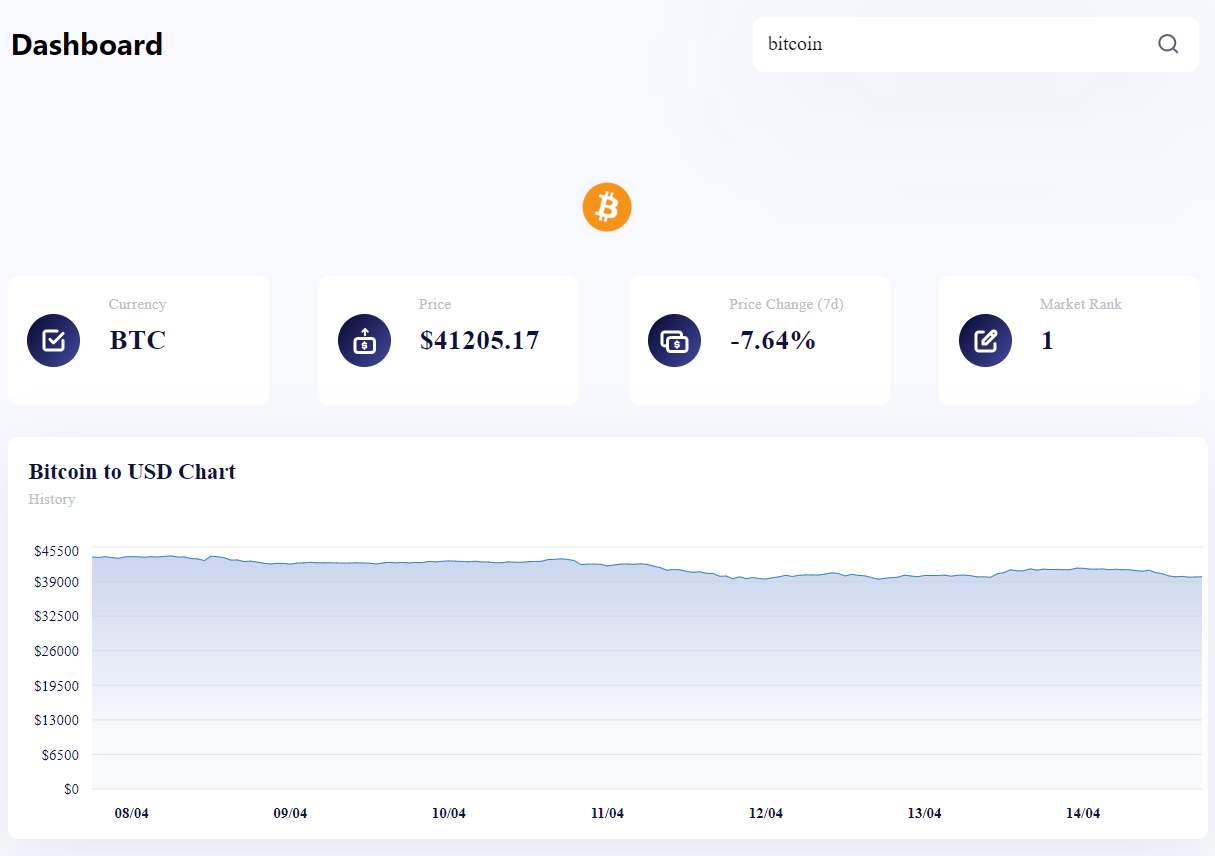 Dashboard
bitcoin
Currency
BTC
Price
$41205.17
Price Change (7d)
-7.64%
Market Rank
1
Bitcoin to USD Chart
History
$45500
$39000
$32500
$26000
$19500
$13000
$6500
$0
08/04 09/04 10/04 11/04 12/04 13/04 14/04